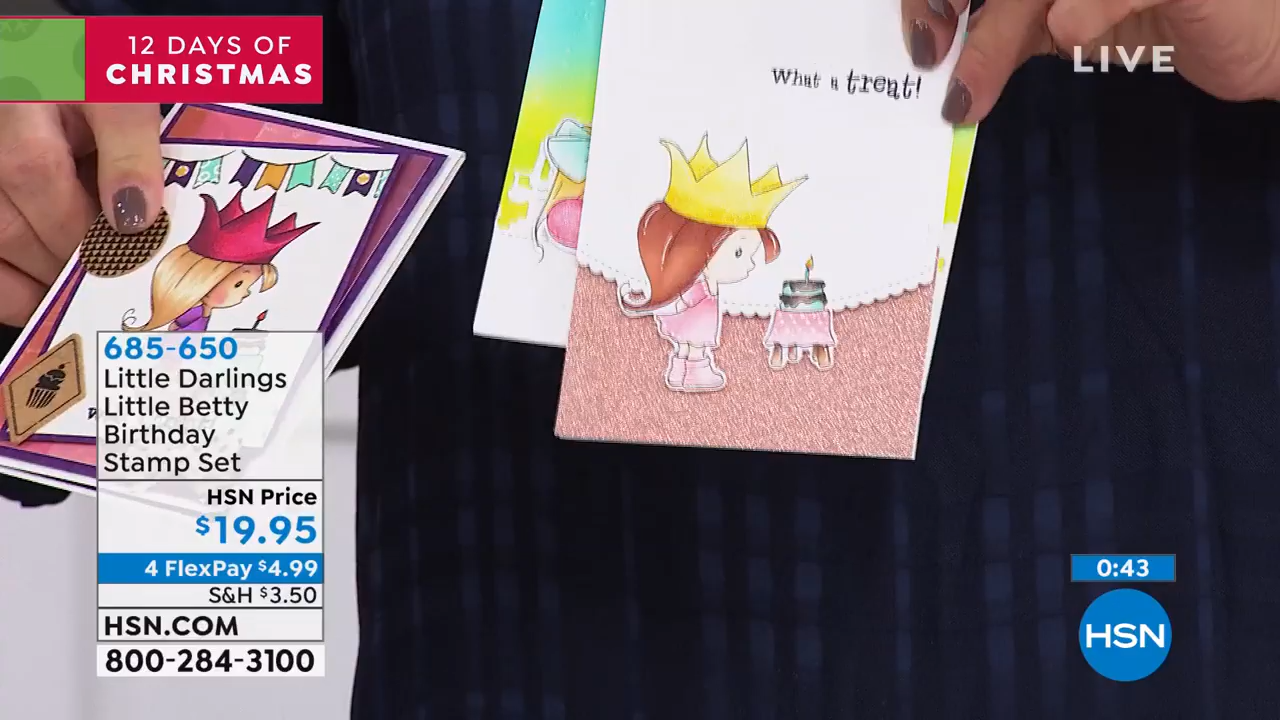 12 DAYS OF
CHRISTMAS
LIVE
What a treat!
685-650
Little Darlings
Little Betty
Birthday
Stamp Set
HSN Price
$19.95
4 FlexPay $4.99
S&H $3.50
HSN.COM
800-284-3100
0:43
HSN